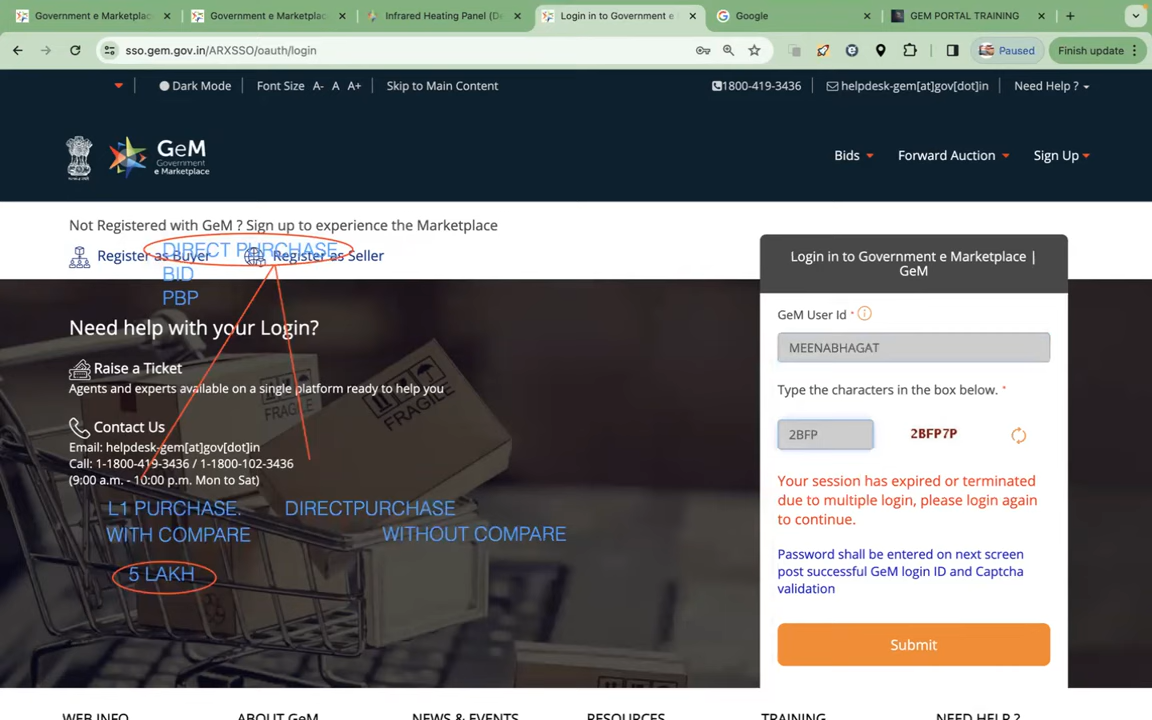 Government e Marketplac
Government e Marketplac
Infrared Heating Panel (De
Login in to Government e
Google
GEM PORTAL TRAINING
sso.gem.gov.in/ARXSSO/oauth/login
Paused
Finish update
Dark Mode
Font Size A- A A+
Skip to Main Content
1800-419-3436
helpdesk-gem[at]gov[dot]in
Need Help ?
GeM
Government
e Marketplace
Bids
Forward Auction
Sign Up
Not Registered with GeM ? Sign up to experience the Marketplace
DIRECT PURCHASE
Register as Buyer
Register as Seller
BID
PBP
Need help with your Login?
Raise a Ticket
Agents and experts available on a single platform ready to help you
FRAGILE
FRAGILE
Contact Us
Email: helpdesk-gem[at]gov[dot]in
Call: 1-1800-419-3436 / 1-1800-102-3436
(9:00 a.m. - 10:00 p.m. Mon to Sat)
L1 PURCHASE.
DIRECTPURCHASE
WITH COMPARE
WITHOUT COMPARE
5 LAKH
Login in to Government e Marketplace |
GeM
GeM User Id *
MEENABHAGAT
Type the characters in the box below. *
2BFP
2BFP7P
Your session has expired or terminated
due to multiple login, please login again
to continue.
Password shall be entered on next screen
post successful GeM login ID and Captcha
validation
Submit
WEB INFO
ABOUT GeM
NEWS & EVENTS
RESOURCES
TRAINING
NEED HELP ?